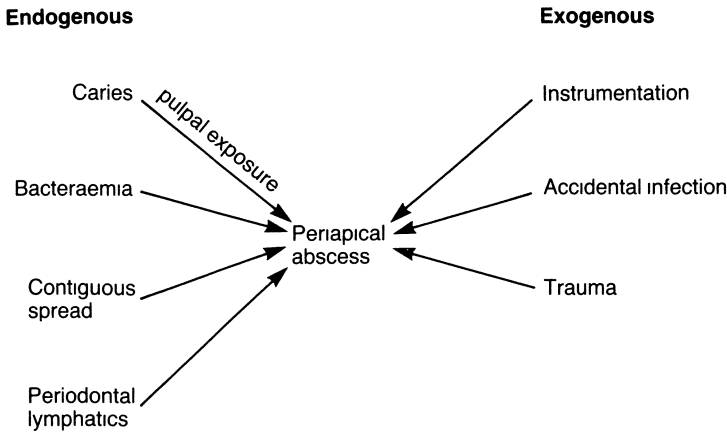 Endogenous
Exogenous
Caries
pulpal exposure
Instrumentation
Bacteraemia
Accidental infection
Periapical
abscess
Contiguous
spread
Trauma
Periodontal
lymphatics